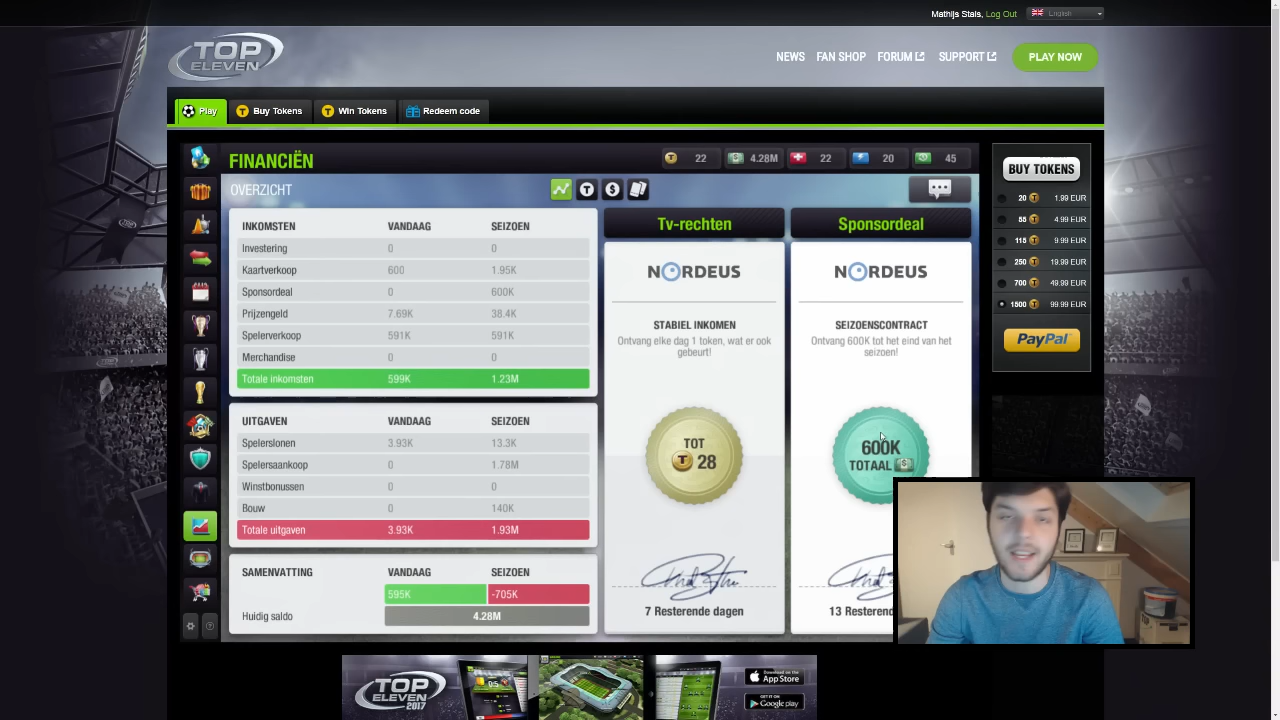 Mathijs Stals, Log Out English
TOP ELEVEN
NEWS FAN SHOP FORUM SUPPORT PLAY NOW
Play Buy Tokens Win Tokens Redeem code
FINANCIËN 22 4.28M 22 20 45
OVERZICHT
INKOMSTEN VANDAAG SEIZOEN
Investering 0 0
Kaartverkoop 600 1.95K
Sponsordeal 0 600K
Prijzengeld 7.69K 38.4K
Spelerverkoop 591K 591K
Merchandise 0 0
Totale inkomsten 599K 1.23M
UITGAVEN VANDAAG SEIZOEN
Spelerslonen 3.93K 13.3K
Spelersaankoop 0 1.78M
Winstbonussen 0 0
Bouw 0 140K
Totale uitgaven 3.93K 1.93M
SAMENVATTING VANDAAG SEIZOEN
595K -705K
Huidig saldo 4.28M
Tv-rechten
NORDEUS
STABIEL INKOMEN
Ontvang elke dag 1 token, wat er ook
gebeurt!
TOT
T 28
7 Resterende dagen
Sponsordeal
NORDEUS
SEIZOENSCONTRACT
Ontvang 600K tot het eind van het
seizoen!
600K
TOTAAL
13 Resteren
BUY TOKENS
20 T 1.99 EUR
55 T 4.99 EUR
115 T 9.99 EUR
250 T 19.99 EUR
700 T 49.99 EUR
1500 T 99.99 EUR
PayPal
TOP
ELEVEN
2017
Download on the
App Store
GET IT ON
Google play